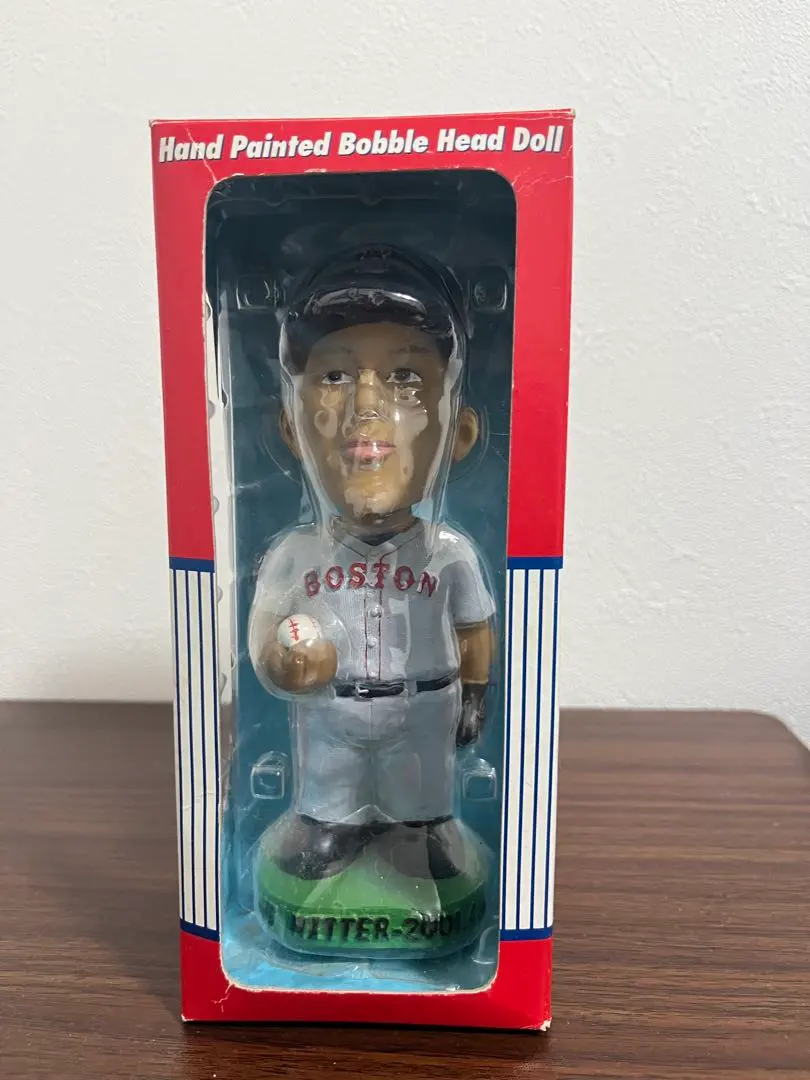 Hand Painted Bobble Head Doll
BOSTON
HITTER-2001